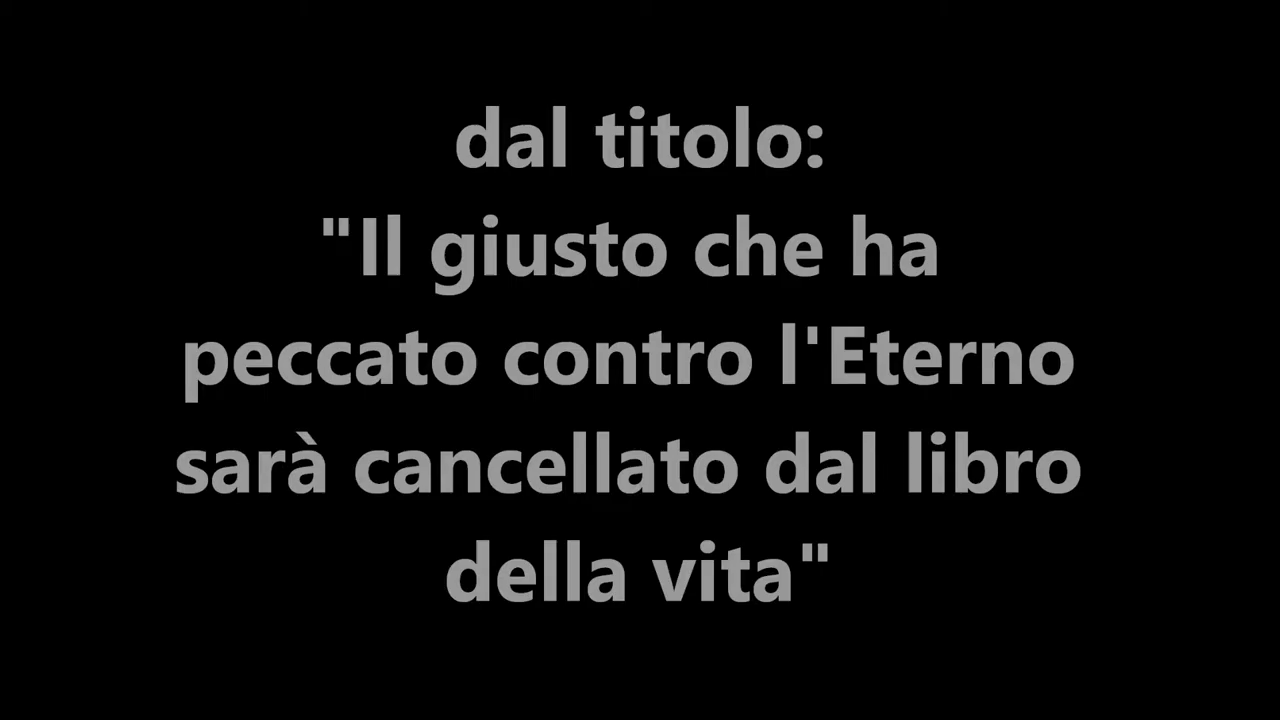 dal titolo:
"Il giusto che ha
peccato contro l'Eterno
sarà cancellato dal libro
della vita"